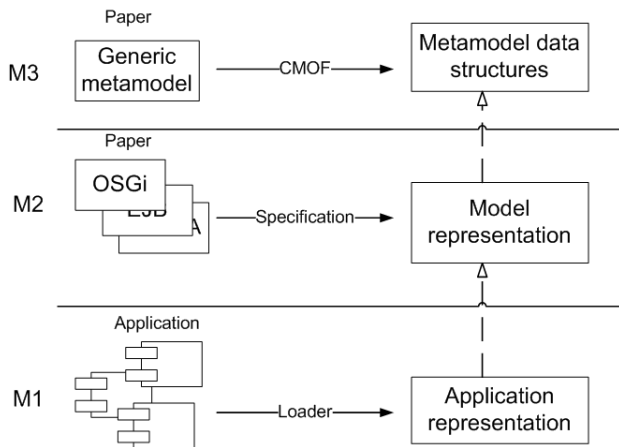 Paper
M3
Generic
metamodel
CMOF
Metamodel data
structures
Paper
M2
OSGi
EJB
A
Specification
Model
representation
Application
M1
Loader
Application
representation